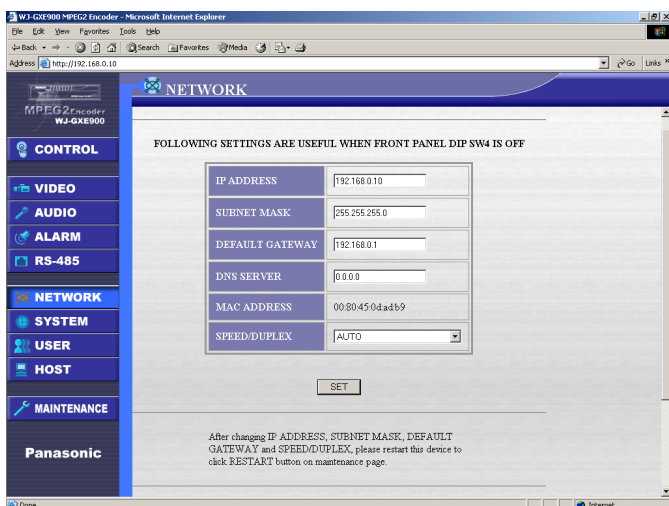 WJ-GXE900 MPEG2 Encoder - Microsoft Internet Explorer
File Edit View Favorites Tools Help
Back Search Favorites Media
Address http://192.168.0.10 Go Links »
MPEG2 Encoder
WJ-GXE900
NETWORK
CONTROL
VIDEO
AUDIO
ALARM
RS-485
NETWORK
SYSTEM
USER
HOST
MAINTENANCE
Panasonic
FOLLOWING SETTINGS ARE USEFUL WHEN FRONT PANEL DIP SW4 IS OFF
IP ADDRESS 192.168.0.10
SUBNET MASK 255.255.255.0
DEFAULT GATEWAY 192.168.0.1
DNS SERVER 0.0.0.0
MAC ADDRESS 00:80:45:0d:ad:b9
SPEED/DUPLEX AUTO
SET
After changing IP ADDRESS, SUBNET MASK, DEFAULT
GATEWAY and SPEED/DUPLEX, please restart this device to
click RESTART button on maintenance page.
Done Internet